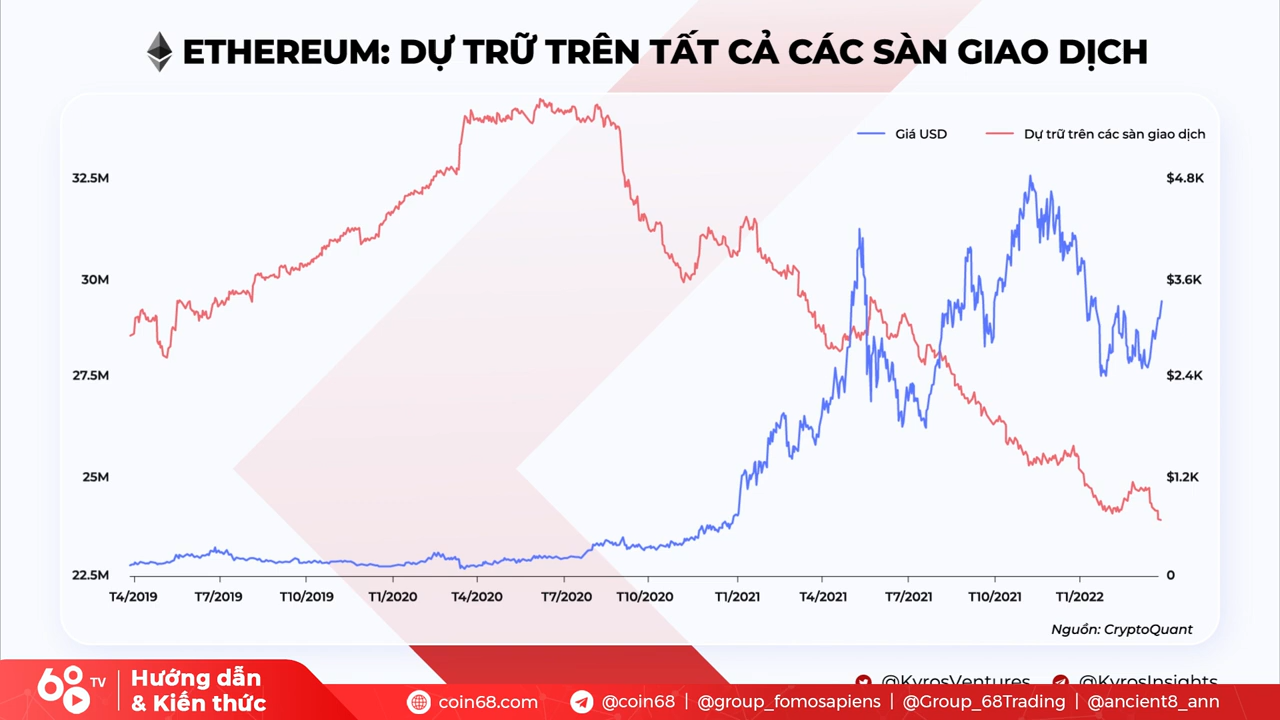 ETHEREUM: DỰ TRỮ TRÊN TẤT CẢ CÁC SÀN GIAO DỊCH
Giá USD
Dự trữ trên các sàn giao dịch
32.5M
$4.8K
30M
$3.6K
27.5M
$2.4K
25M
$1.2K
22.5M
0
T4/2019 T7/2019 T10/2019 T1/2020 T4/2020 T7/2020 T10/2020 T1/2021 T4/2021 T7/2021 T10/2021 T1/2022
Nguồn: CryptoQuant
@KyrosVentures @KyrosInsights
68 TV
Hướng dẫn
& Kiến thức
coin68.com
@coin68 | @group_fomosapiens | @Group_68Trading | @ancient8_ann